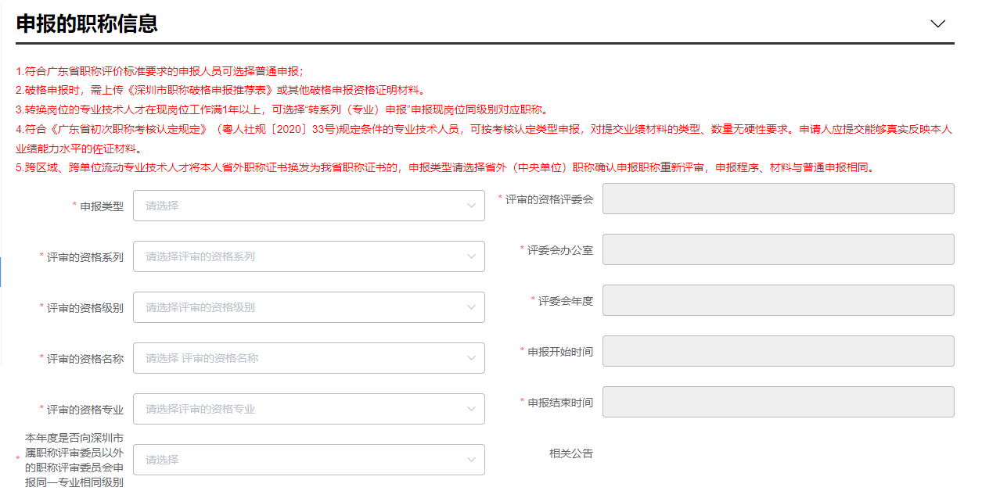 申报的职称信息
1.符合广东省职称评价标准要求的申报人员可选择普通申报；
2.破格申报时，需上传《深圳市职称破格申报推荐表》或其他破格申报资格证明材料。
3.转换岗位的专业技术人才在现岗位工作满1年以上，可选择“转系列（专业）申报”申报现岗位同级别对应职称。
4.符合《广东省初次职称考核认定规定》（粤人社规〔2020〕33号)规定条件的专业技术人员，可按考核认定类型申报，对提交业绩材料的类型、数量无硬性要求。申请人应提交能够真实反映本人
业绩能力水平的佐证材料。
5.跨区域、跨单位流动专业技术人才将本人省外职称证书换发为我省职称证书的，申报类型请选择省外（中央单位）职称确认申报职称重新评审，申报程序、材料与普通申报相同。
* 申报类型 请选择
* 评审的资格评委会
* 评审的资格系列 请选择评审的资格系列
* 评委会办公室
* 评审的资格级别 请选择评审的资格级别
* 评委会年度
* 评审的资格名称 请选择 评审的资格名称
* 申报开始时间
* 评审的资格专业 请选择评审的资格专业
* 申报结束时间
本年度是否向深圳市
* 属职称评审委员以外
的职称评审委员会申
报同一专业相同级别
请选择
相关公告